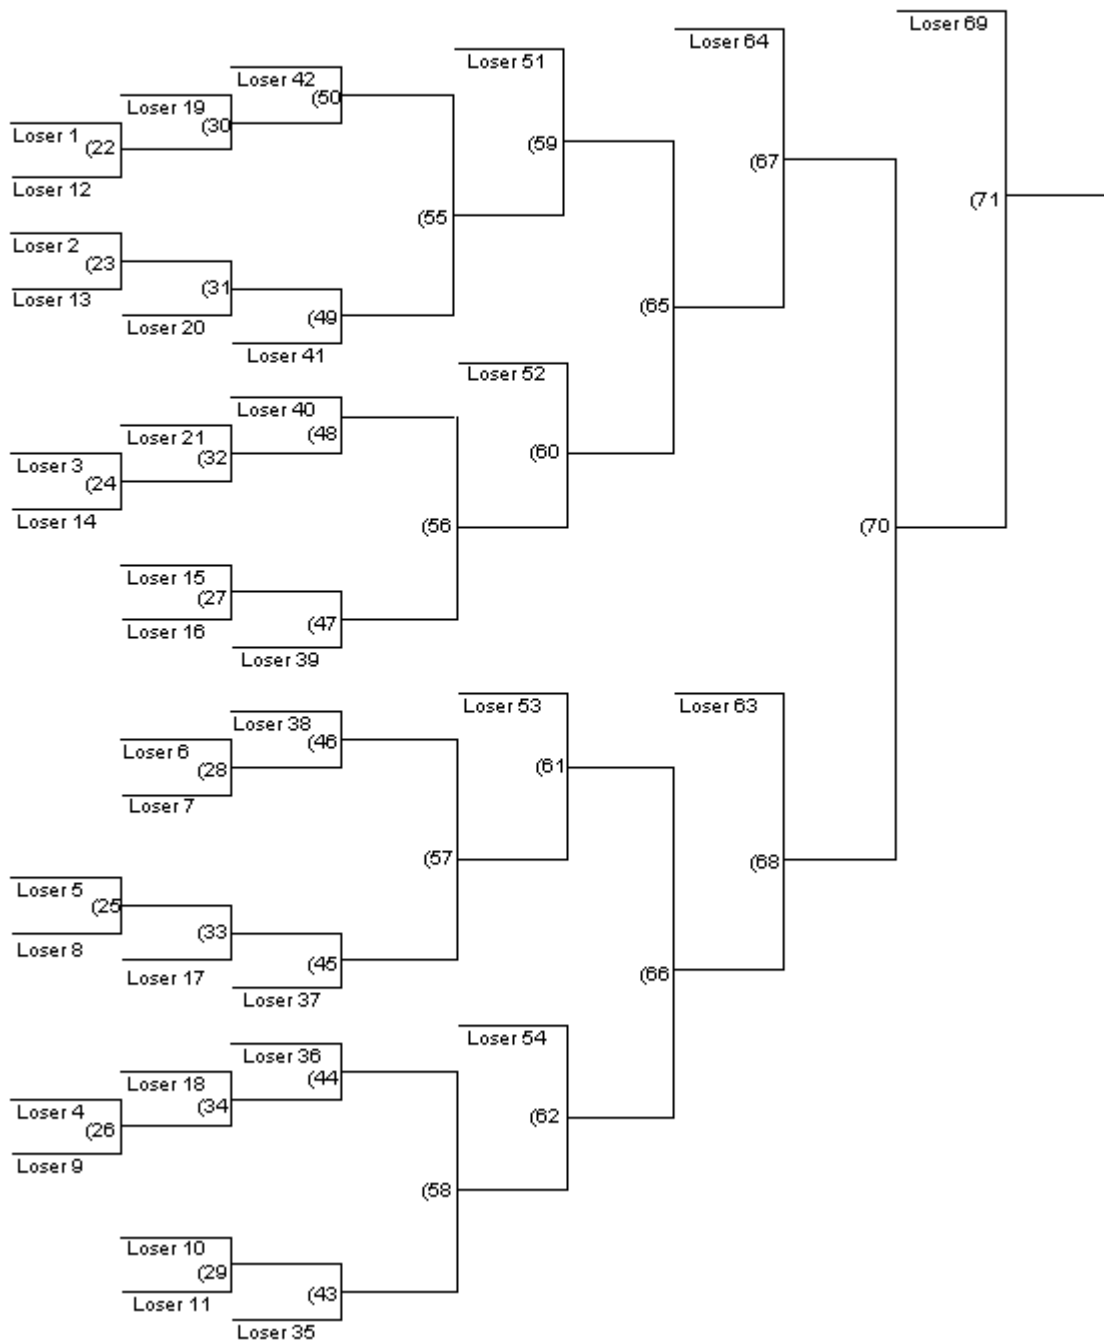 Loser 69
Loser 64
Loser 51
Loser 42
(50
Loser 19
(30
Loser 1
(22
(59
(67
Loser 12
(71
(55
Loser 2
(23
(31
Loser 13
Loser 20
(49
(65
Loser 41
Loser 52
Loser 40
(48
Loser 21
(32
(60
Loser 3
(24
Loser 14
(56
(70
Loser 15
(27
Loser 16
(47
Loser 39
Loser 53
Loser 63
Loser 38
(46
Loser 6
(28
(61
Loser 7
(57
(68
Loser 5
(25
(33
Loser 8
(45
Loser 17
(66
Loser 37
Loser 54
Loser 36
(44
Loser 18
(34
Loser 4
(26
(62
Loser 9
(58
Loser 10
(29
Loser 11
(43
Loser 35